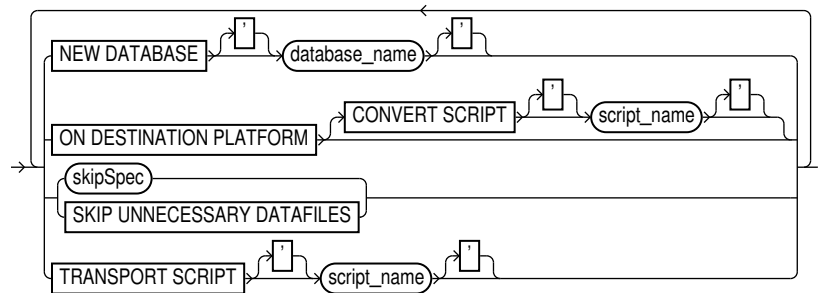 NEW DATABASE ' database_name '
ON DESTINATION PLATFORM CONVERT SCRIPT ' script_name '
skipSpec
SKIP UNNECESSARY DATAFILES
TRANSPORT SCRIPT ' script_name '